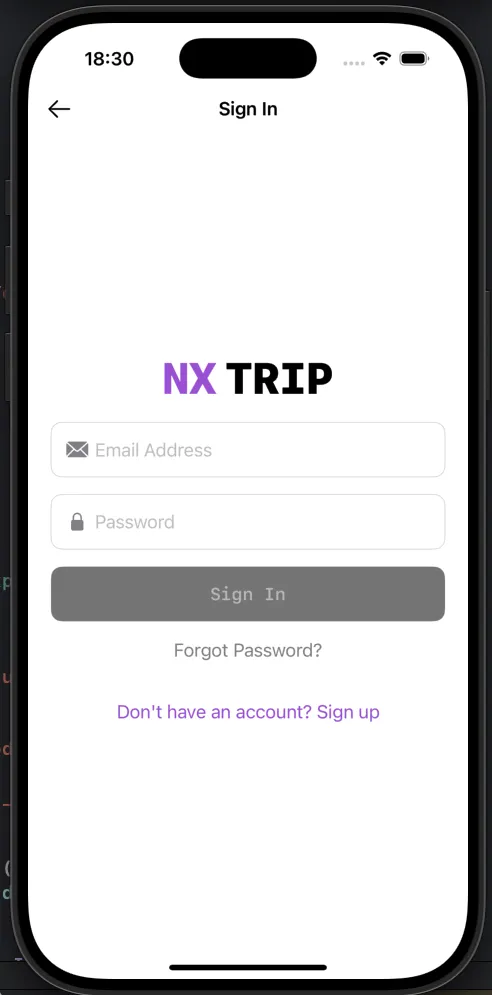 18:30
Sign In
NX TRIP
Email Address
Password
Sign In
Forgot Password?
Don't have an account? Sign up